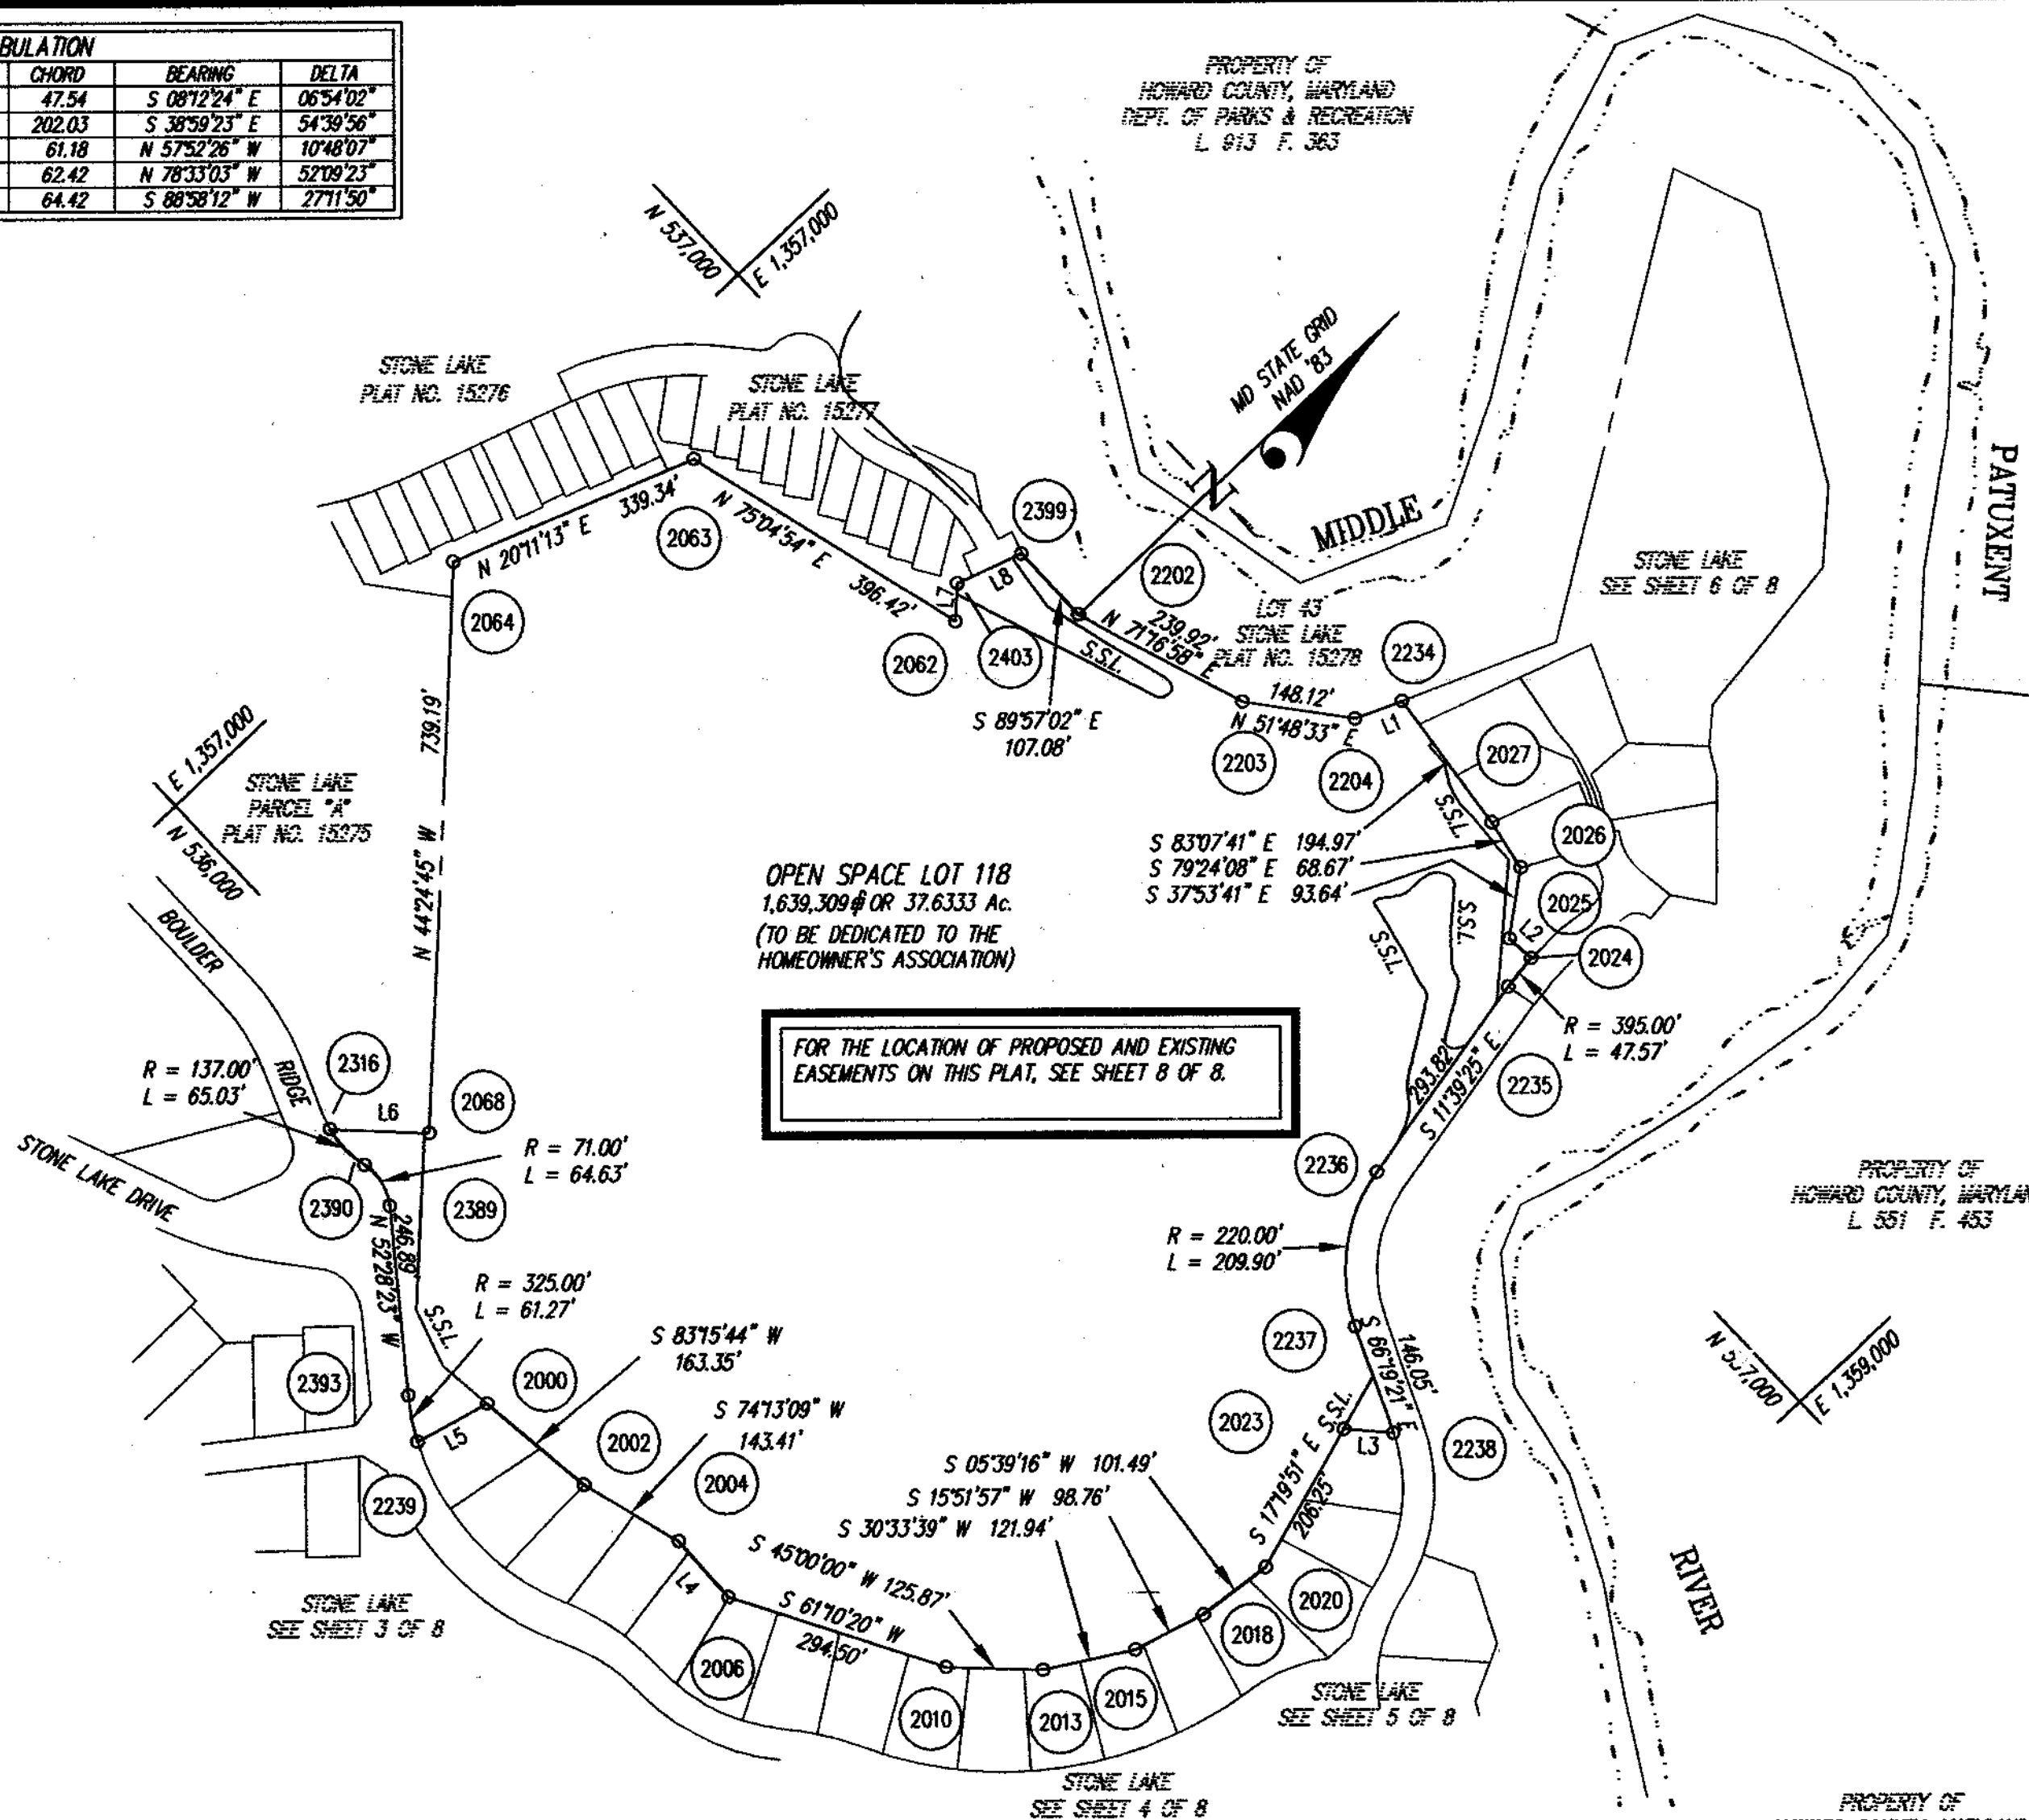 BULATION
CHORD BEARING DELTA
47.54 S 08°12'24" E 06°54'02"
202.03 S 38°59'23" E 54°39'56"
61.18 N 57°52'26" W 10°48'07"
62.42 N 78°33'03" W 52°09'23"
64.42 S 88°58'12" W 27°11'50"
PROPERTY OF
HOWARD COUNTY, MARYLAND
DEPT. OF PARKS & RECREATION
L. 913 F. 363
N 537,000
E 1,357,000
MD STATE GRID
NAD '83
N
STONE LAKE
PLAT NO. 15276
STONE LAKE
PLAT NO. 15277
MIDDLE
PATUXENT
STONE LAKE
SEE SHEET 6 OF 8
N 20°11'13" E 339.34'
2063
N 75°04'54" E 396.42'
2399
L8
L7
2202
2064
2062
2403
S.S.L.
239.92'
N 71°16'58" E
LOT 43
STONE LAKE
PLAT NO. 15278
2234
S 89°57'02" E
107.08'
148.12'
N 51°48'33" E
L1
2203
2204
2027
S.S.L.
2026
739.19'
N 44°24'45" W
E 1,357,000
N 536,000
STONE LAKE
PARCEL "A"
PLAT NO. 15275
S 83°07'41" E 194.97'
S 79°24'08" E 68.67'
S 37°53'41" E 93.64'
2025
L2
2024
OPEN SPACE LOT 118
1,639,309 OR 37.6333 Ac.
(TO BE DEDICATED TO THE
HOMEOWNER'S ASSOCIATION)
S.S.L.
S.S.L.
BOULDER
RIDGE
FOR THE LOCATION OF PROPOSED AND EXISTING
EASEMENTS ON THIS PLAT, SEE SHEET 8 OF 8.
R = 395.00'
L = 47.57'
293.82'
S 11°39'25" E
2235
R = 137.00'
L = 65.03'
2316
L6
2068
STONE LAKE DRIVE
R = 71.00'
L = 64.63'
2390
2389
2236
PROPERTY OF
HOWARD COUNTY, MARYLAN
L. 551 F. 453
246.89'
N 52°28'23" W
R = 220.00'
L = 209.90'
R = 325.00'
L = 61.27'
S.S.L.
2237
146.05'
S 66°19'21" E
N 537,000
E 1,359,000
S 83°15'44" W
163.35'
2393
2000
L5
2023
S.S.L.
L3
2238
S 74°13'09" W
143.41'
2002
2004
2239
S 05°39'16" W 101.49'
S 15°51'57" W 98.76'
S 30°33'39" W 121.94'
S 17°19'51" E
206.25'
S 45°00'00" W 125.87'
L4
S 61°10'20" W
294.50'
STONE LAKE
SEE SHEET 3 OF 8
2020
2018
2006
2015
2010
2013
RIVER
STONE LAKE
SEE SHEET 5 OF 8
STONE LAKE
SEE SHEET 4 OF 8
PROPERTY OF